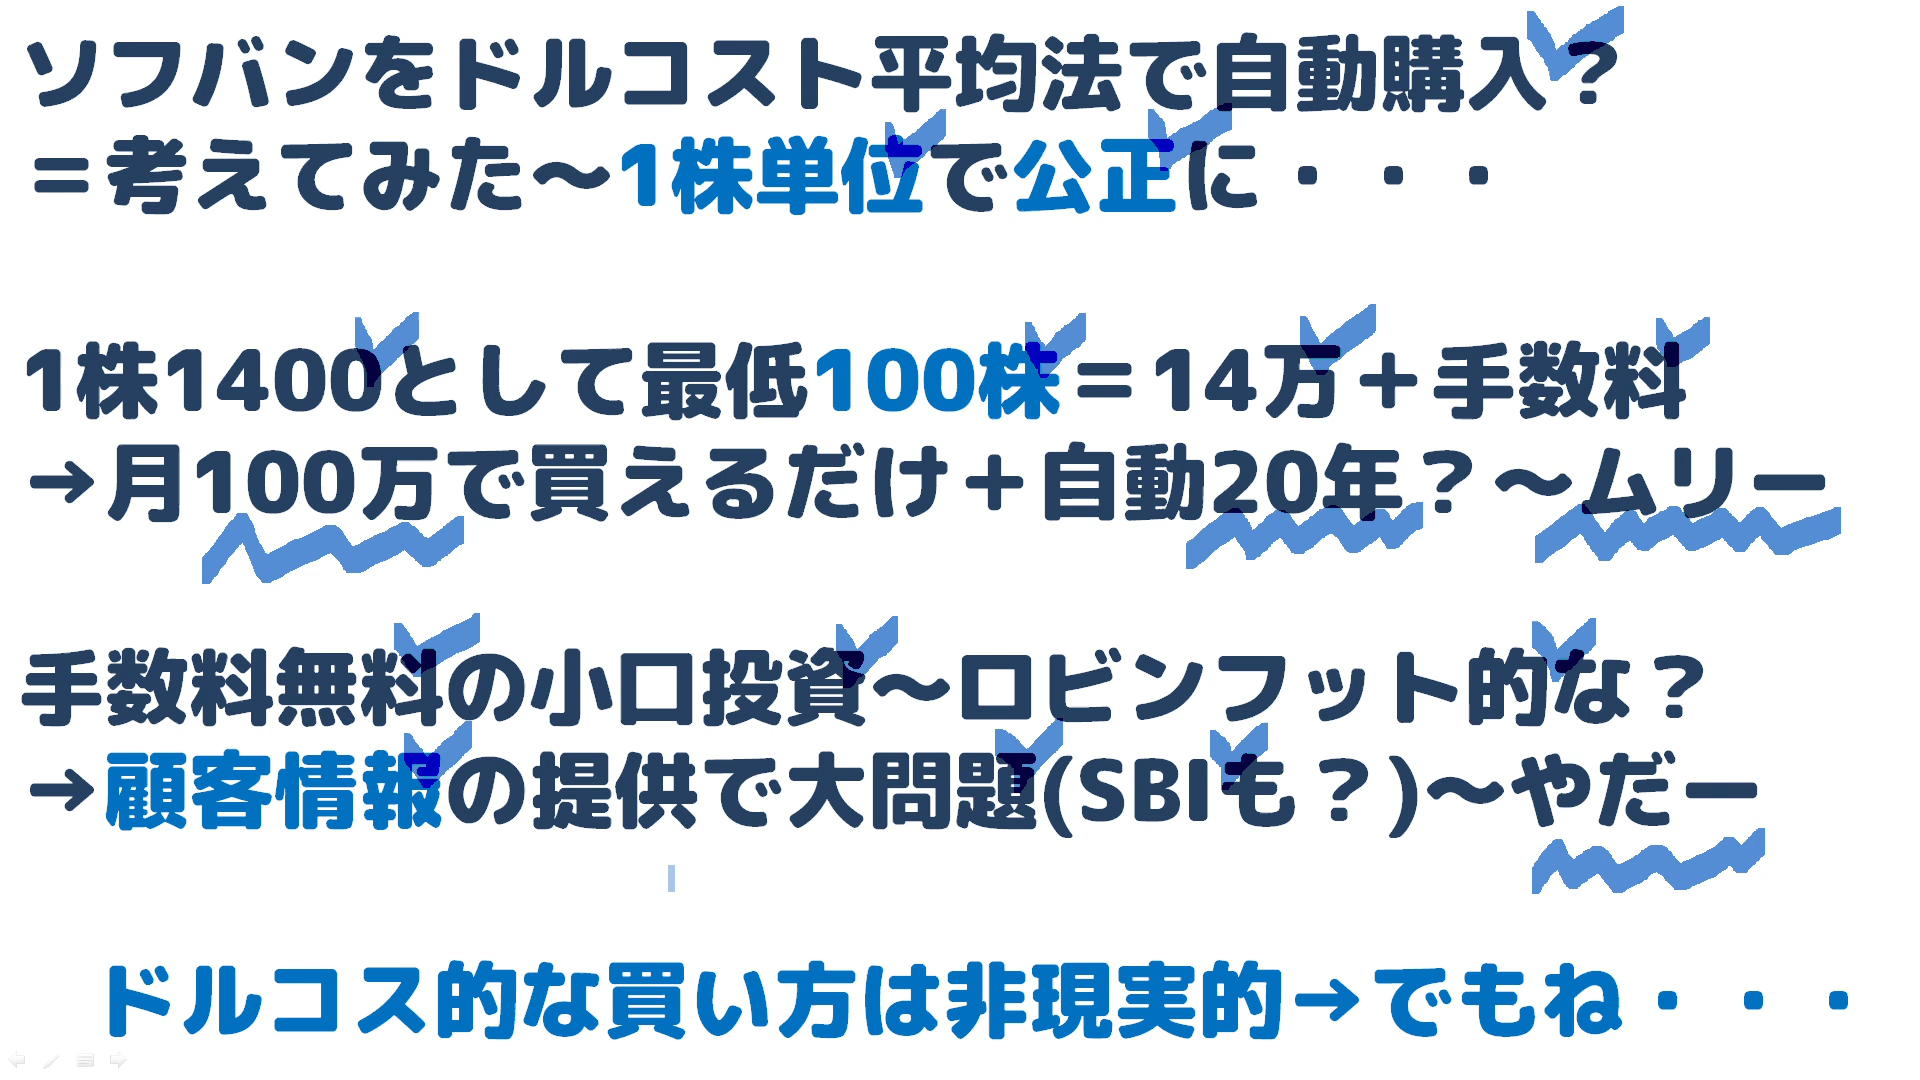 ソフバンをドルコスト平均法で自動購入？
＝考えてみた～1株単位で公正に・・・
1株1400として最低100株＝14万＋手数料
→月100万で買えるだけ＋自動20年？～ムリー
手数料無料の小口投資～ロビンフット的な？
→顧客情報の提供で大問題(SBIも？)～やだー
ドルコス的な買い方は非現実的→でもね・・・